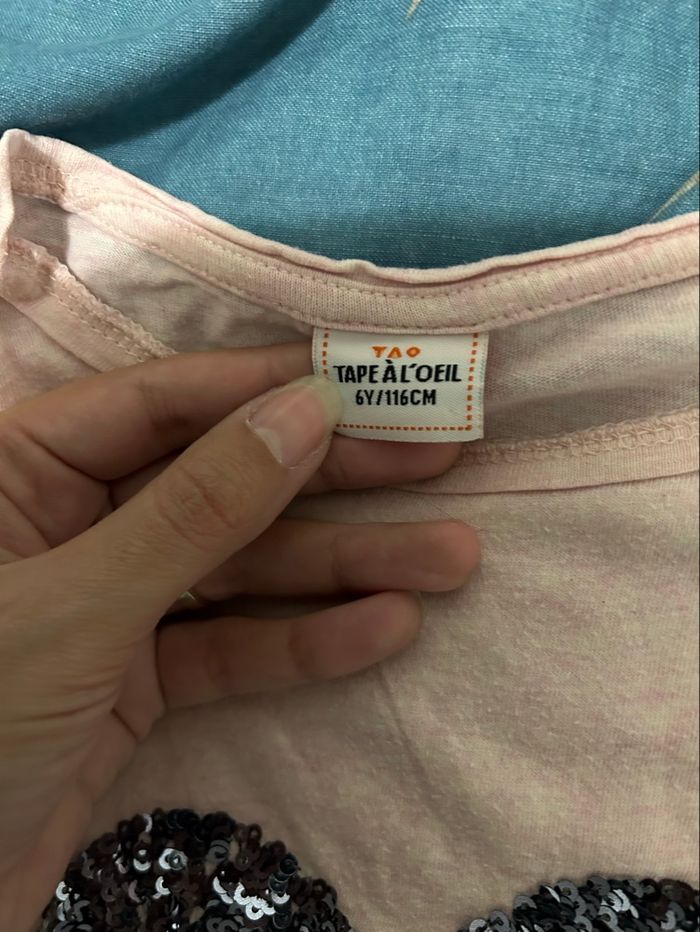 TAO
TAPE À L'OEIL
6Y/116CM